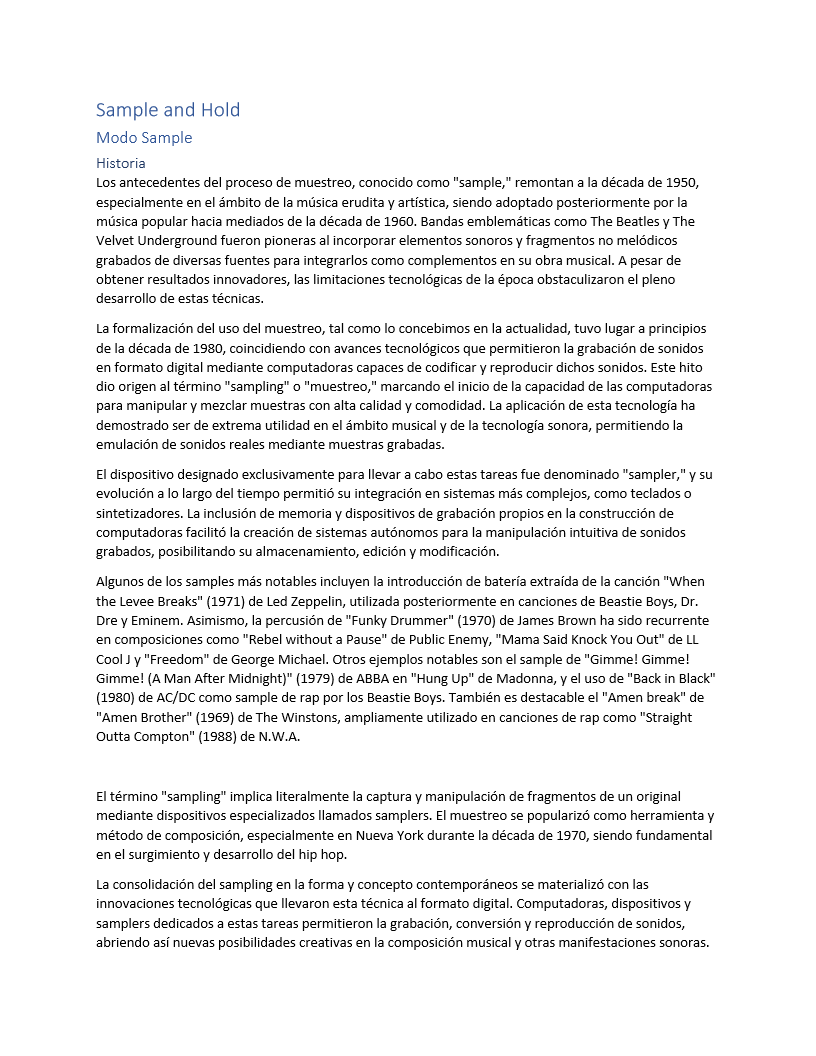 Sample and Hold
Modo Sample
Historia
Los antecedentes del proceso de muestreo, conocido como "sample," remontan a la década de 1950,
especialmente en el ámbito de la música erudita y artística, siendo adoptado posteriormente por la
música popular hacia mediados de la década de 1960. Bandas emblemáticas como The Beatles y The
Velvet Underground fueron pioneras al incorporar elementos sonoros y fragmentos no melódicos
grabados de diversas fuentes para integrarlos como complementos en su obra musical. A pesar de
obtener resultados innovadores, las limitaciones tecnológicas de la época obstaculizaron el pleno
desarrollo de estas técnicas.
La formalización del uso del muestreo, tal como lo concebimos en la actualidad, tuvo lugar a principios
de la década de 1980, coincidiendo con avances tecnológicos que permitieron la grabación de sonidos
en formato digital mediante computadoras capaces de codificar y reproducir dichos sonidos. Este hito
dio origen al término "sampling" o "muestreo," marcando el inicio de la capacidad de las computadoras
para manipular y mezclar muestras con alta calidad y comodidad. La aplicación de esta tecnología ha
demostrado ser de extrema utilidad en el ámbito musical y de la tecnología sonora, permitiendo la
emulación de sonidos reales mediante muestras grabadas.
El dispositivo designado exclusivamente para llevar a cabo estas tareas fue denominado "sampler," y su
evolución a lo largo del tiempo permitió su integración en sistemas más complejos, como teclados o
sintetizadores. La inclusión de memoria y dispositivos de grabación propios en la construcción de
computadoras facilitó la creación de sistemas autónomos para la manipulación intuitiva de sonidos
grabados, posibilitando su almacenamiento, edición y modificación.
Algunos de los samples más notables incluyen la introducción de batería extraída de la canción "When
the Levee Breaks" (1971) de Led Zeppelin, utilizada posteriormente en canciones de Beastie Boys, Dr.
Dre y Eminem. Asimismo, la percusión de "Funky Drummer" (1970) de James Brown ha sido recurrente
en composiciones como "Rebel without a Pause" de Public Enemy, "Mama Said Knock You Out" de LL
Cool J y "Freedom" de George Michael. Otros ejemplos notables son el sample de "Gimme! Gimme!
Gimme! (A Man After Midnight)" (1979) de ABBA en "Hung Up" de Madonna, y el uso de "Back in Black"
(1980) de AC/DC como sample de rap por los Beastie Boys. También es destacable el "Amen break" de
"Amen Brother" (1969) de The Winstons, ampliamente utilizado en canciones de rap como "Straight
Outta Compton" (1988) de N.W.A.
El término "sampling" implica literalmente la captura y manipulación de fragmentos de un original
mediante dispositivos especializados llamados samplers. El muestreo se popularizó como herramienta y
método de composición, especialmente en Nueva York durante la década de 1970, siendo fundamental
en el surgimiento y desarrollo del hip hop.
La consolidación del sampling en la forma y concepto contemporáneos se materializó con las
innovaciones tecnológicas que llevaron esta técnica al formato digital. Computadoras, dispositivos y
samplers dedicados a estas tareas permitieron la grabación, conversión y reproducción de sonidos,
abriendo así nuevas posibilidades creativas en la composición musical y otras manifestaciones sonoras.